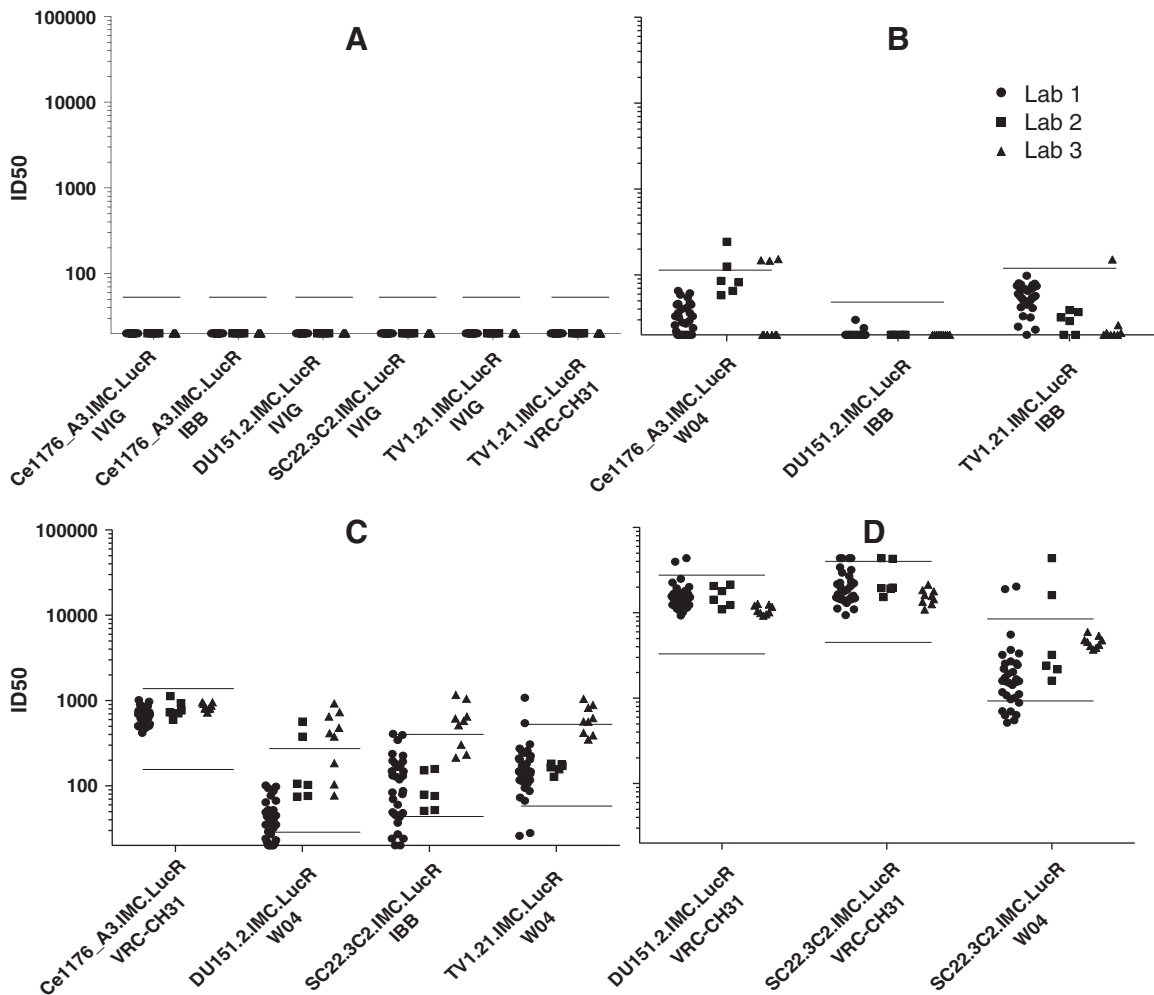 A
B
100000
10000
1000
100
ID50
Lab 1
Lab 2
Lab 3
Ce1176_A3.IMC.LucR
IVIG
Ce1176_A3.IMC.LucR
IBB
DU151.2.IMC.LucR
IVIG
SC22.3C2.IMC.LucR
IVIG
TV1.21.IMC.LucR
IVIG
TV1.21.IMC.LucR
VRC-CH31
Ce1176_A3.IMC.LucR
W04
DU151.2.IMC.LucR
IBB
TV1.21.IMC.LucR
IBB
C
D
100000
10000
1000
100
ID50
Ce1176_A3.IMC.LucR
VRC-CH31
DU151.2.IMC.LucR
W04
SC22.3C2.IMC.LucR
IBB
TV1.21.IMC.LucR
W04
DU151.2.IMC.LucR
VRC-CH31
SC22.3C2.IMC.LucR
VRC-CH31
SC22.3C2.IMC.LucR
W04